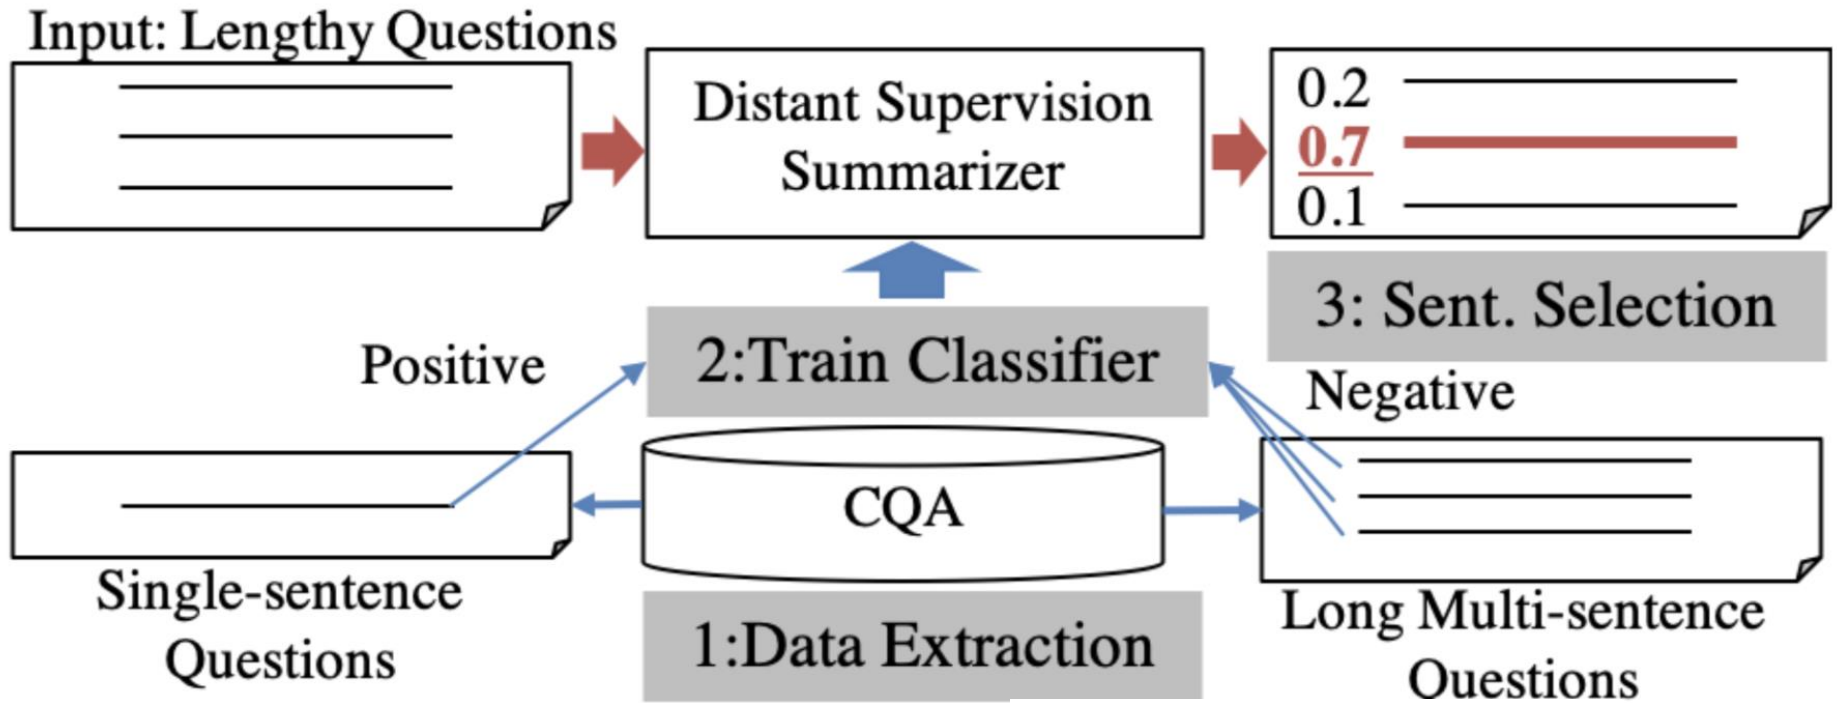 Input: Lengthy Questions
Distant Supervision
Summarizer
0.2
0.7
0.1
3: Sent. Selection
Positive
2:Train Classifier
Negative
CQA
Single-sentence
Questions
1:Data Extraction
Long Multi-sentence
Questions